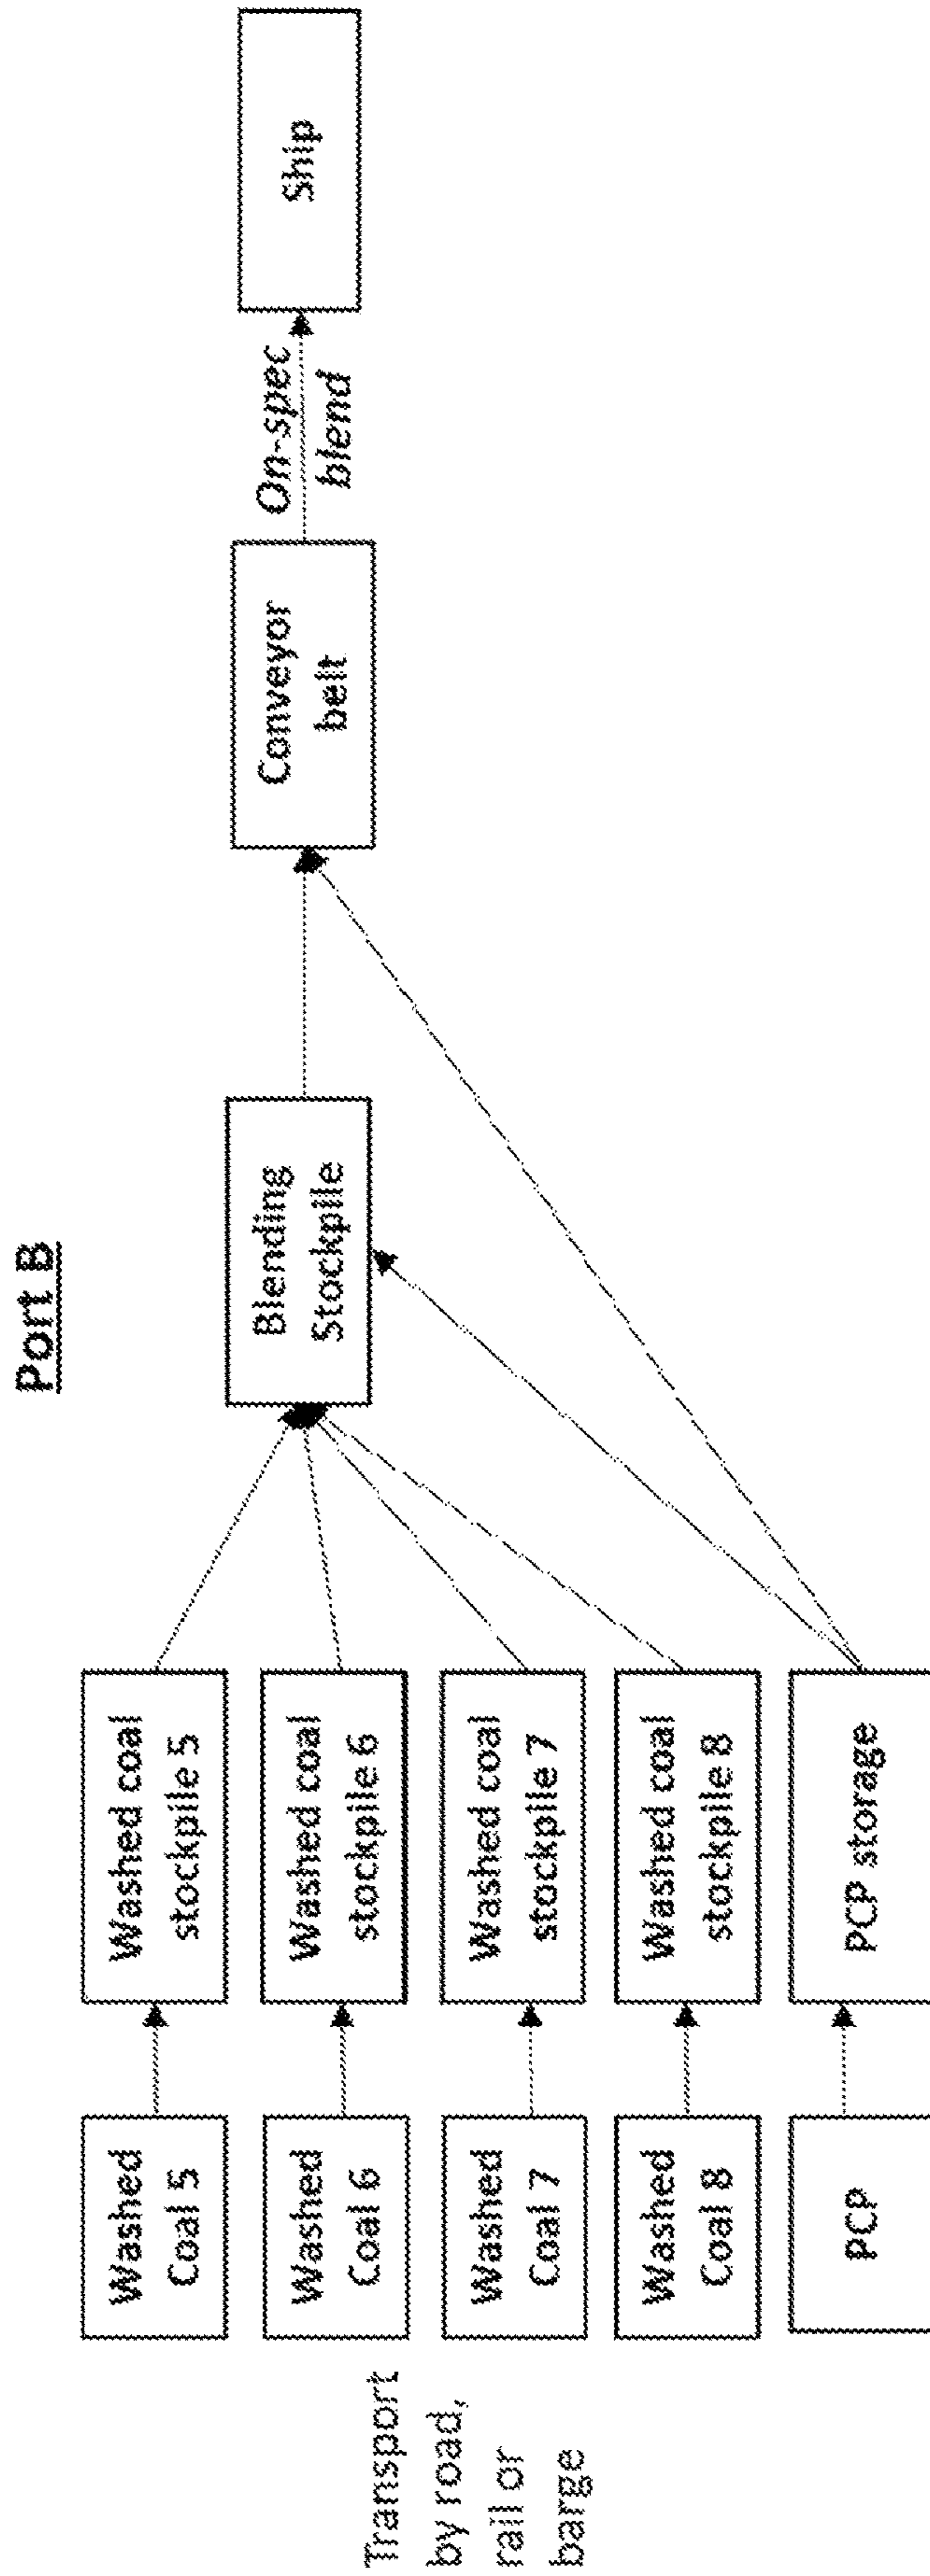 Port B
Transport
by road,
rail or
barge
Washed
Coal 5
Washed
Coal 6
Washed
Coal 7
Washed
Coal 8
PCP
Washed coal
stockpile 5
Washed coal
stockpile 6
Washed coal
stockpile 7
Washed coal
stockpile 8
PCP storage
Blending
Stockpile
Conveyor
belt
On-spec
blend
Ship